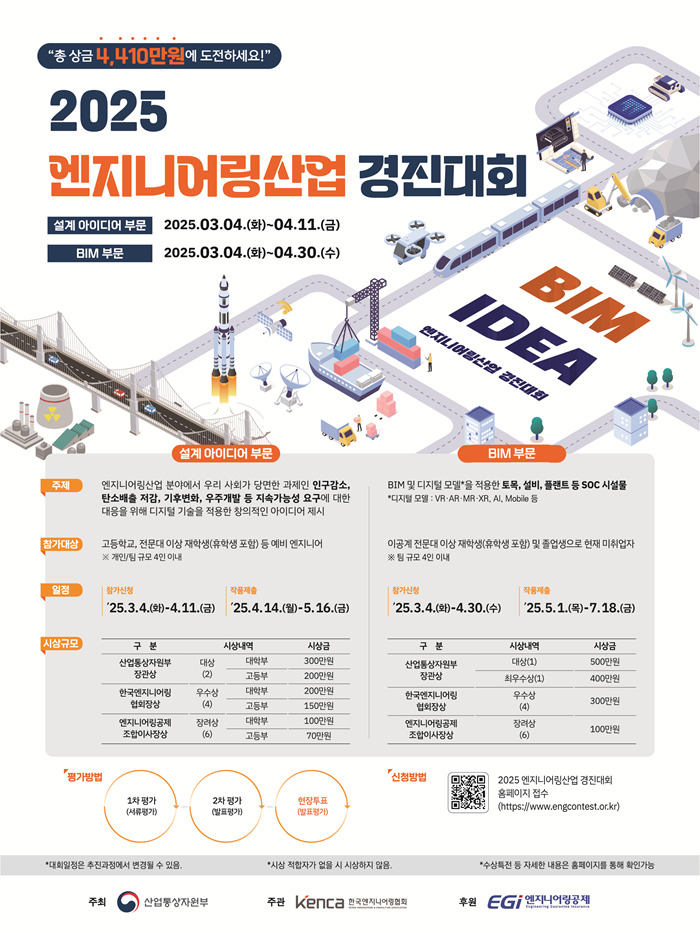 “총 상금 4,410만원에 도전하세요!”
2025
엔지니어링산업 경진대회
설계 아이디어 부문 2025.03.04.(화)~04.11.(금)
BIM 부문 2025.03.04.(화)~04.30.(수)
BIM
IDEA
엔지니어링산업 경진대회
설계 아이디어 부문
주제
엔지니어링산업 분야에서 우리 사회가 당면한 과제인 인구감소,
탄소배출 저감, 기후변화, 우주개발 등 지속가능성 요구에 대한
대응을 위해 디지털 기술을 적용한 창의적인 아이디어 제시
참가대상
고등학교, 전문대 이상 재학생(유학생 포함) 등 예비 엔지니어
※ 개인/팀 규모 4인 이내
일정
참가신청 작품제출
’25.3.4.(화)-4.11.(금) ’25.4.14.(월)-5.16.(금)
시상규모
구 분 시상내역 시상금
산업통상자원부 장관상 대상 (2) 대학부 300만원
고등부 200만원
한국엔지니어링 협회장상 우수상 (4) 대학부 200만원
고등부 150만원
엔지니어링공제 조합이사장상 장려상 (6) 대학부 100만원
고등부 70만원
BIM 부문
BIM 및 디지털 모델*을 적용한 토목, 설비, 플랜트 등 SOC 시설물
*디지털 모델 : VR·AR·MR·XR, AI, Mobile 등
이공계 전문대 이상 재학생(유학생 포함) 및 졸업생으로 현재 미취업자
※ 팀 규모 4인 이내
참가신청 작품제출
’25.3.4.(화)-4.30.(수) ’25.5.1.(목)-7.18.(금)
구 분 시상내역 시상금
산업통상자원부 장관상 대상(1) 500만원
최우수상(1) 400만원
한국엔지니어링 협회장상 우수상 (4) 300만원
엔지니어링공제 조합이사장상 장려상 (6) 100만원
평가방법
1차 평가
(서류평가)
2차 평가
(발표평가)
현장투표
(발표평가)
신청방법
2025 엔지니어링산업 경진대회
홈페이지 접수
(https://www.engcontest.or.kr)
*대회일정은 추진과정에서 변경될 수 있음. *시상 적합자가 없을 시 시상하지 않음. *수상특전 등 자세한 내용은 홈페이지를 통해 확인가능
주최 산업통상자원부 주관 Kenca 한국엔지니어링협회 후원 EGI 엔지니어링공제
Engineering Guarantee Insurance